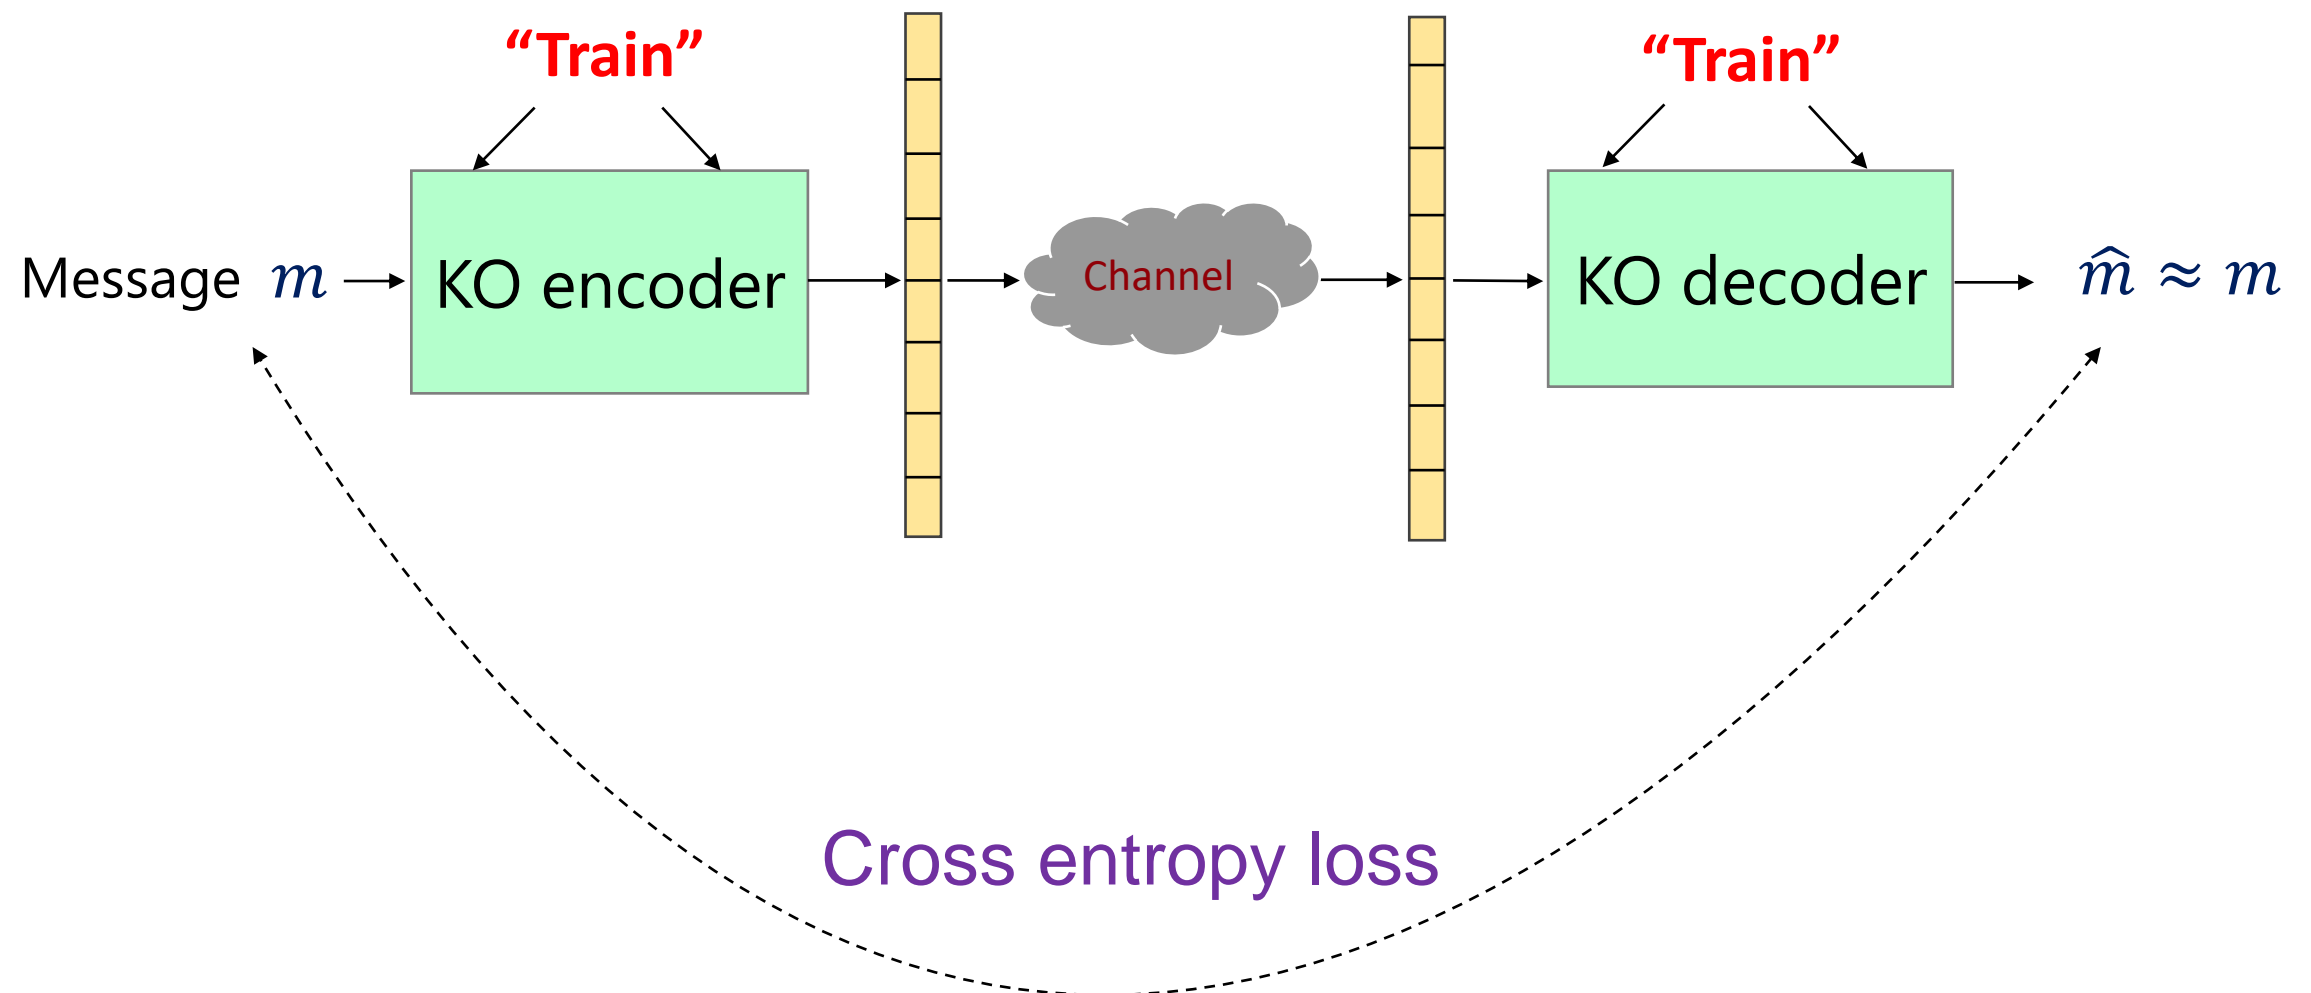 “Train”
“Train”
Message m
KO encoder
Channel
KO decoder
m̂ ≈ m
Cross entropy loss